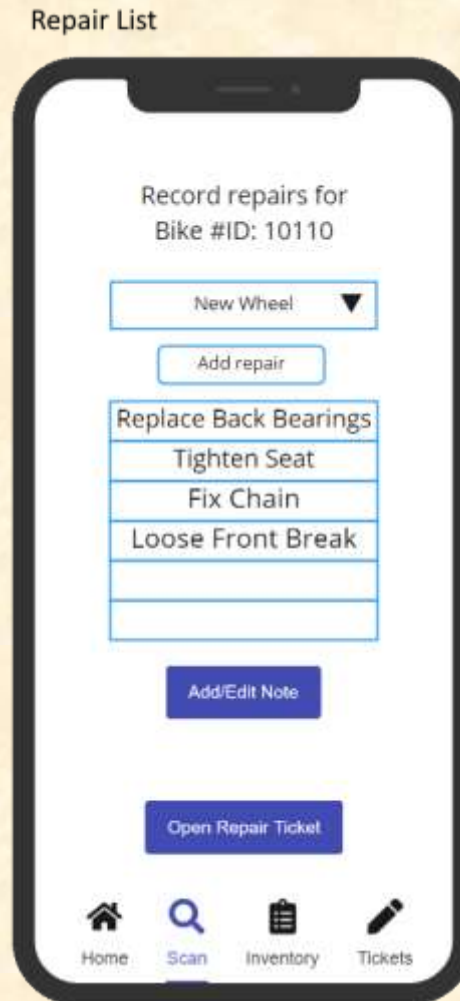 Repair List
Record repairs for
Bike #ID: 10110
New Wheel
Add repair
Replace Back Bearings
Tighten Seat
Fix Chain
Loose Front Break
Add/Edit Note
Open Repair Ticket
Home Scan Inventory Tickets